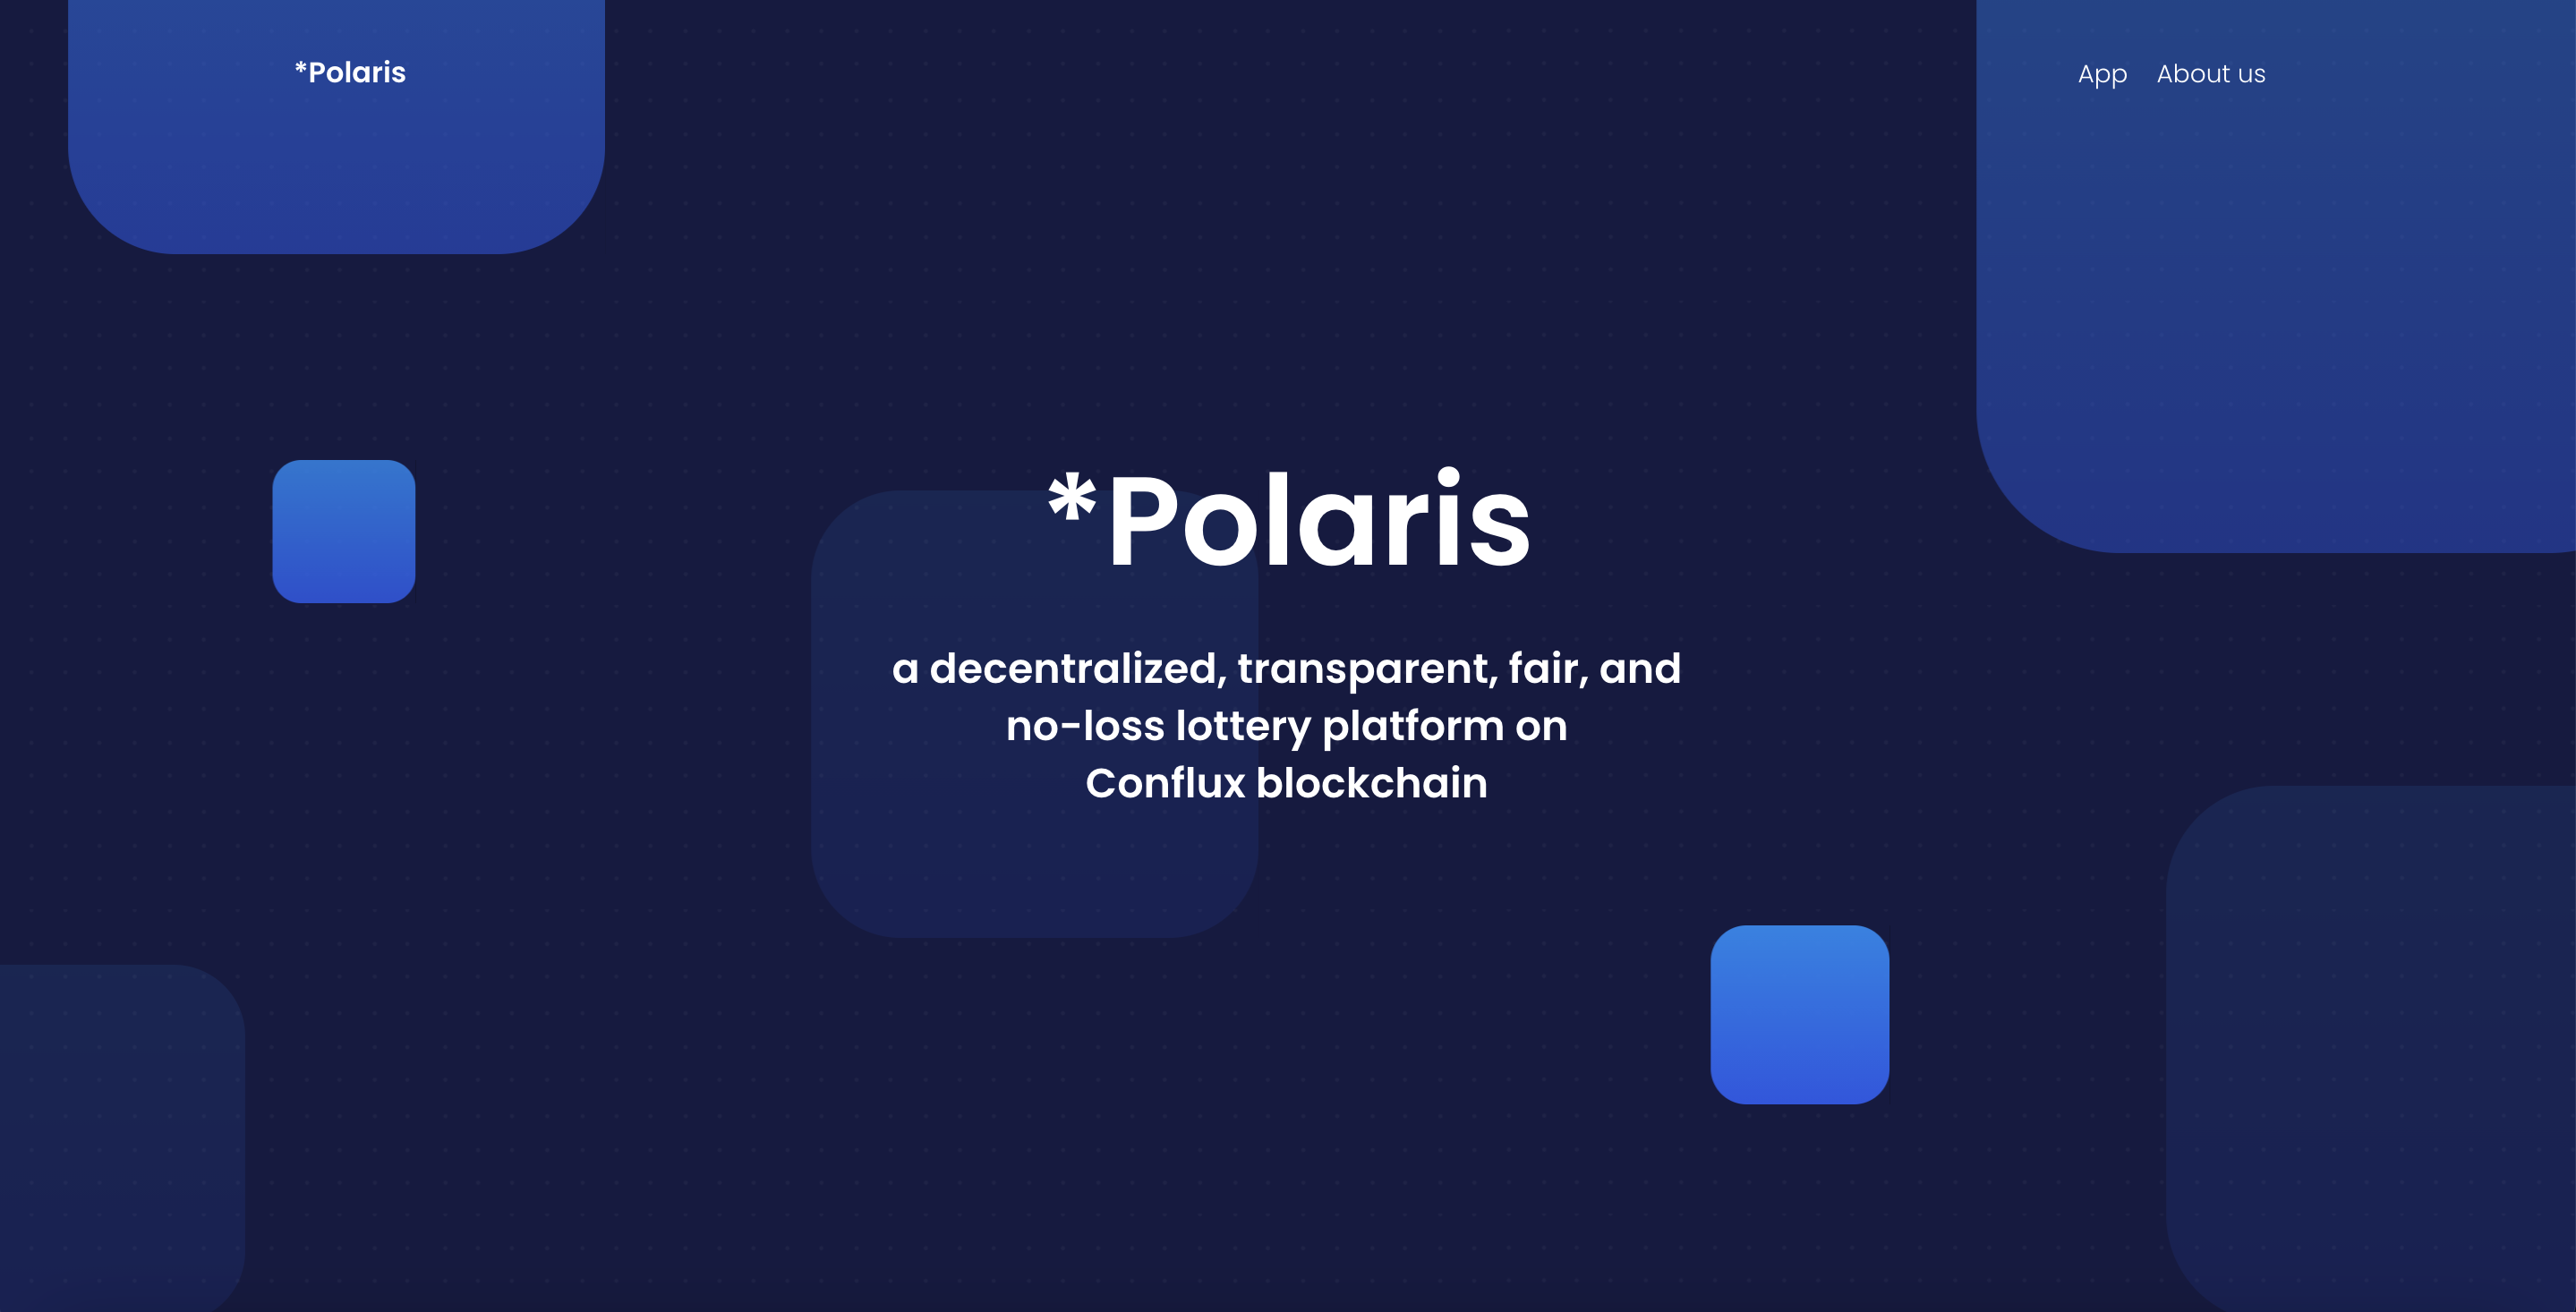 *Polaris
App About us
*Polaris
a decentralized, transparent, fair, and
no-loss lottery platform on
Conflux blockchain